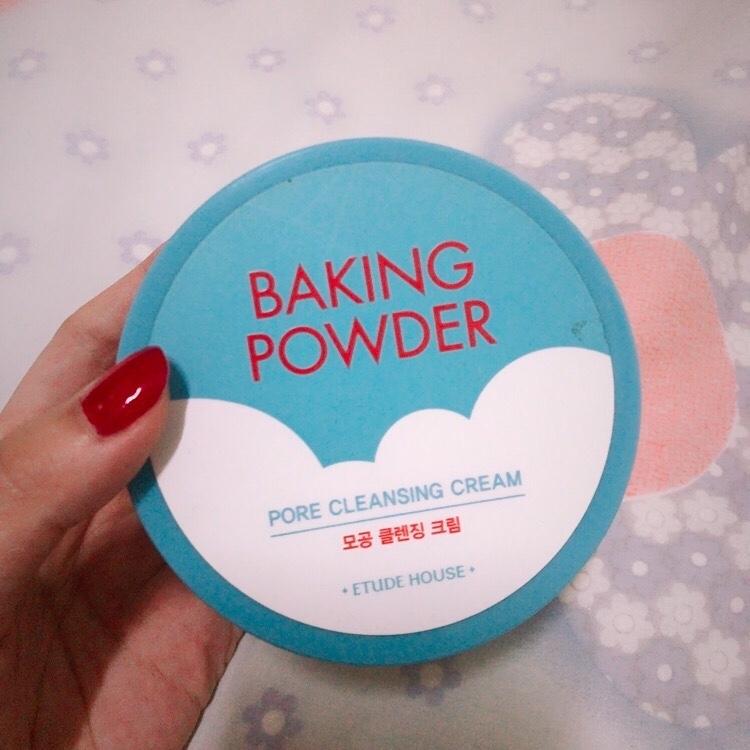 BAKING
POWDER
PORE CLEANSING CREAM
모공 클렌징 크림
• ETUDE HOUSE •